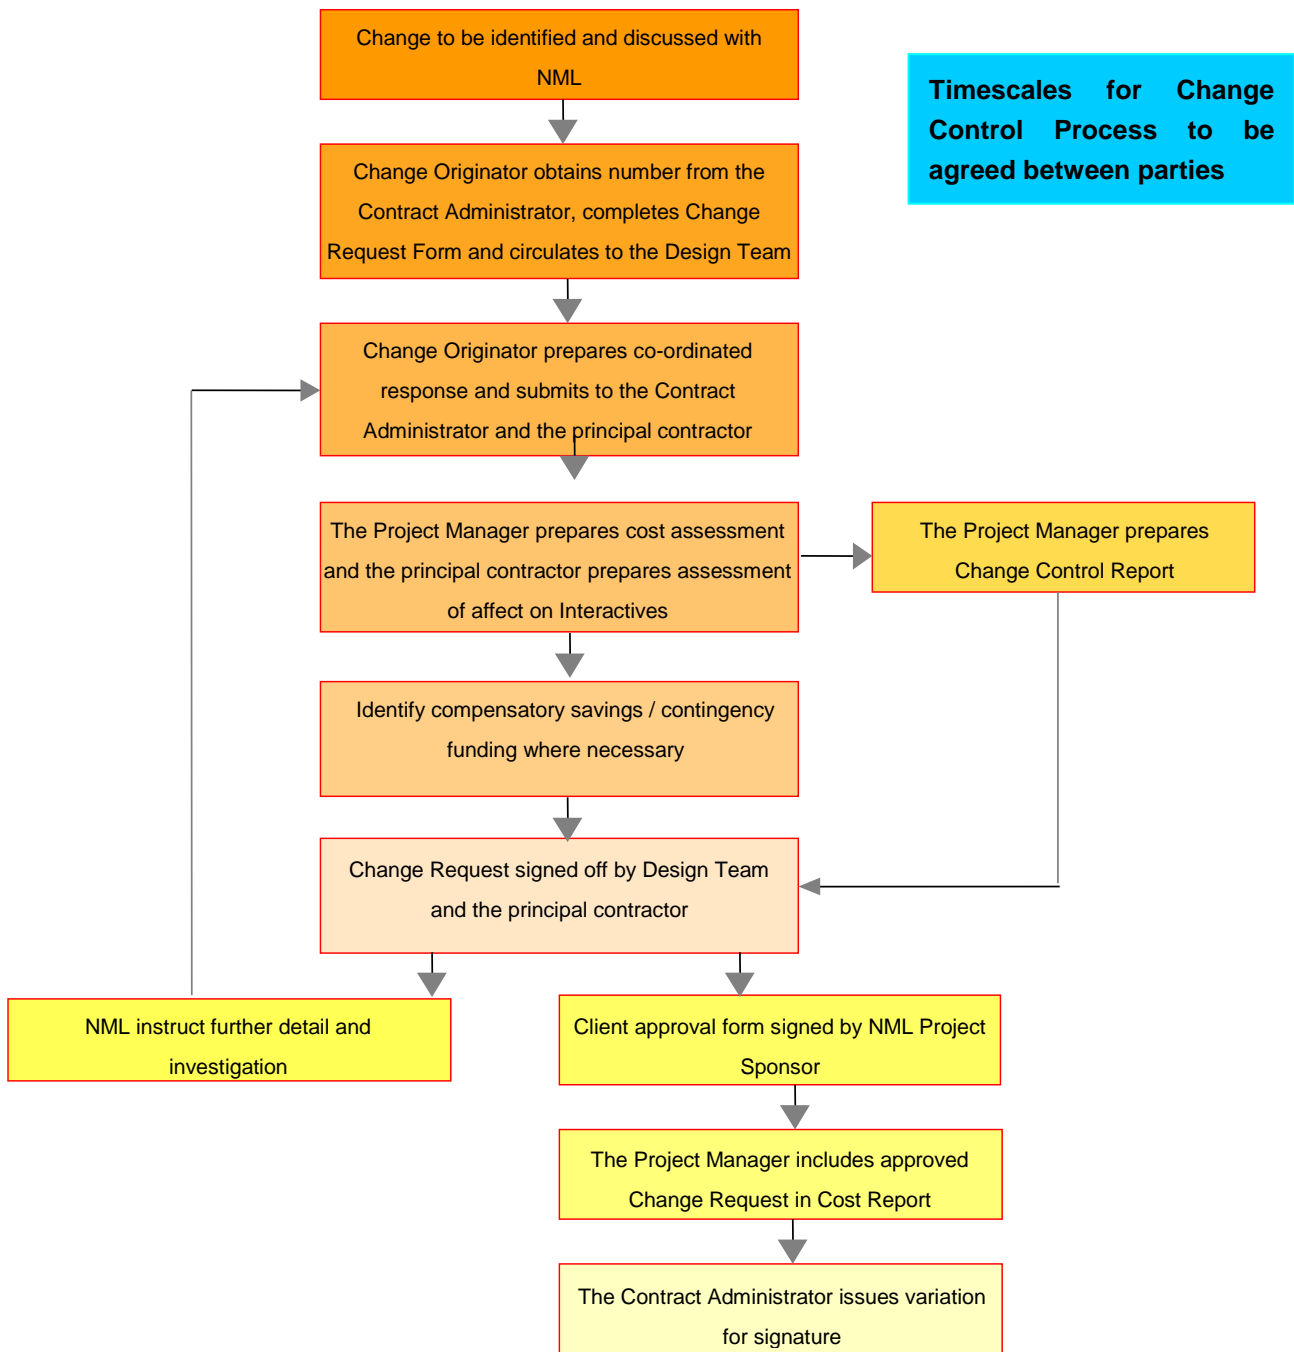 Change to be identified and discussed with
NML
Timescales for Change
Control Process to be
agreed between parties
Change Originator obtains number from the
Contract Administrator, completes Change
Request Form and circulates to the Design Team
Change Originator prepares co-ordinated
response and submits to the Contract
Administrator and the principal contractor
The Project Manager prepares cost assessment
and the principal contractor prepares assessment
of affect on Interactives
The Project Manager prepares
Change Control Report
Identify compensatory savings / contingency
funding where necessary
Change Request signed off by Design Team
and the principal contractor
NML instruct further detail and
investigation
Client approval form signed by NML Project
Sponsor
The Project Manager includes approved
Change Request in Cost Report
The Contract Administrator issues variation
for signature